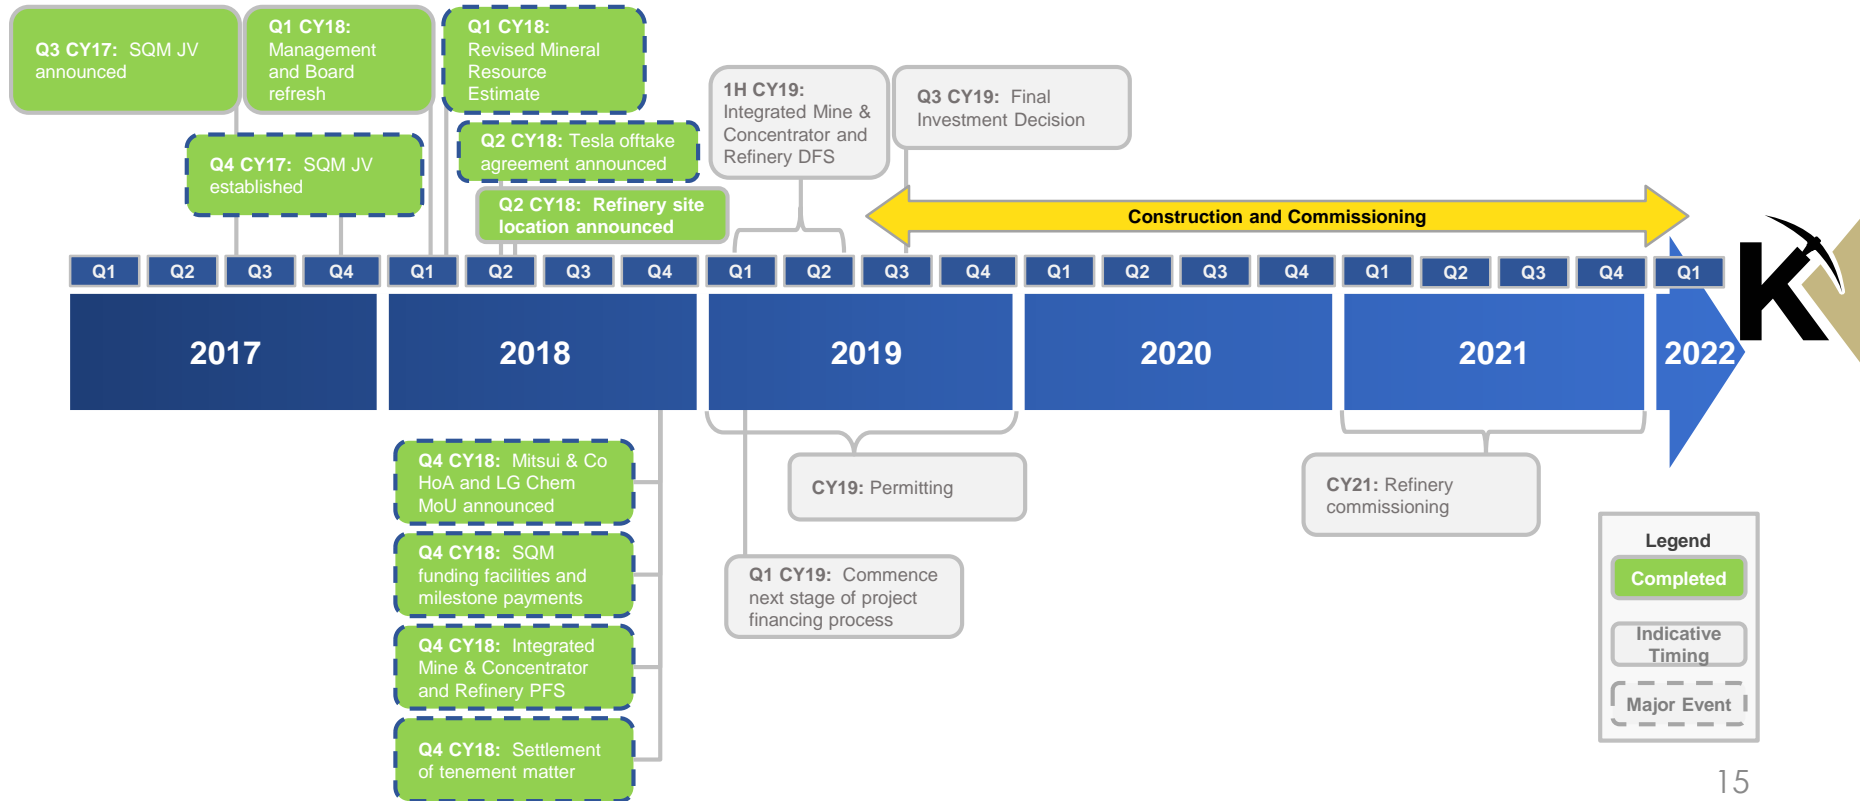 Q3 CY17: SQM JV
announced
Q1 CY18:
Management
and Board
refresh
Q1 CY18:
Revised Mineral
Resource
Estimate
Q4 CY17: SQM JV
established
Q2 CY18: Tesla offtake
agreement announced
Q2 CY18: Refinery site
location announced
1H CY19:
Integrated Mine &
Concentrator and
Refinery DFS
Q3 CY19: Final
Investment Decision
Construction and Commissioning
Q1 Q2 Q3 Q4 Q1 Q2 Q3 Q4 Q1 Q2 Q3 Q4 Q1 Q2 Q3 Q4 Q1 Q2 Q3 Q4 Q1
2017 2018 2019 2020 2021 2022
K
Q4 CY18: Mitsui & Co
HoA and LG Chem
MoU announced
Q4 CY18: SQM
funding facilities and
milestone payments
Q4 CY18: Integrated
Mine & Concentrator
and Refinery PFS
Q4 CY18: Settlement
of tenement matter
CY19: Permitting
Q1 CY19: Commence
next stage of project
financing process
CY21: Refinery
commissioning
Legend
Completed
Indicative
Timing
Major Event
15